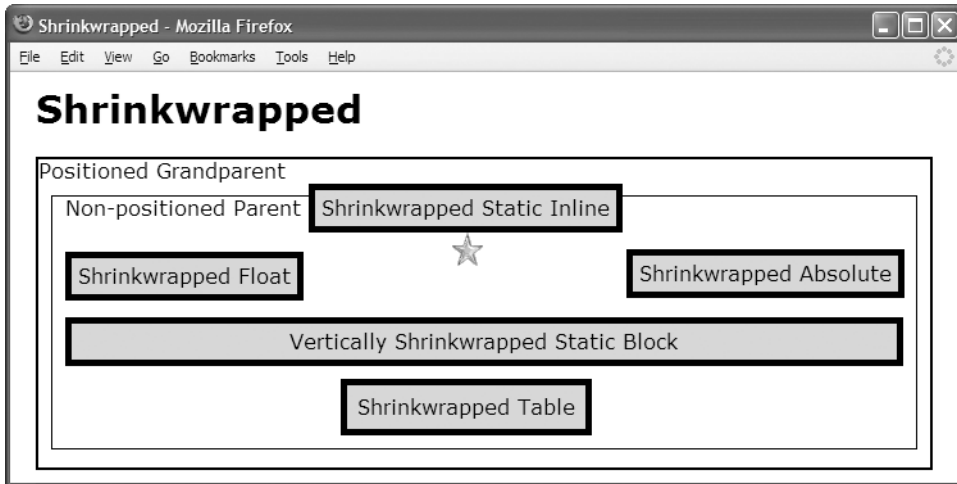 Shrinkwrapped - Mozilla Firefox
File Edit View Go Bookmarks Tools Help
Shrinkwrapped
Positioned Grandparent
Non-positioned Parent Shrinkwrapped Static Inline
Shrinkwrapped Float Shrinkwrapped Absolute
Vertically Shrinkwrapped Static Block
Shrinkwrapped Table